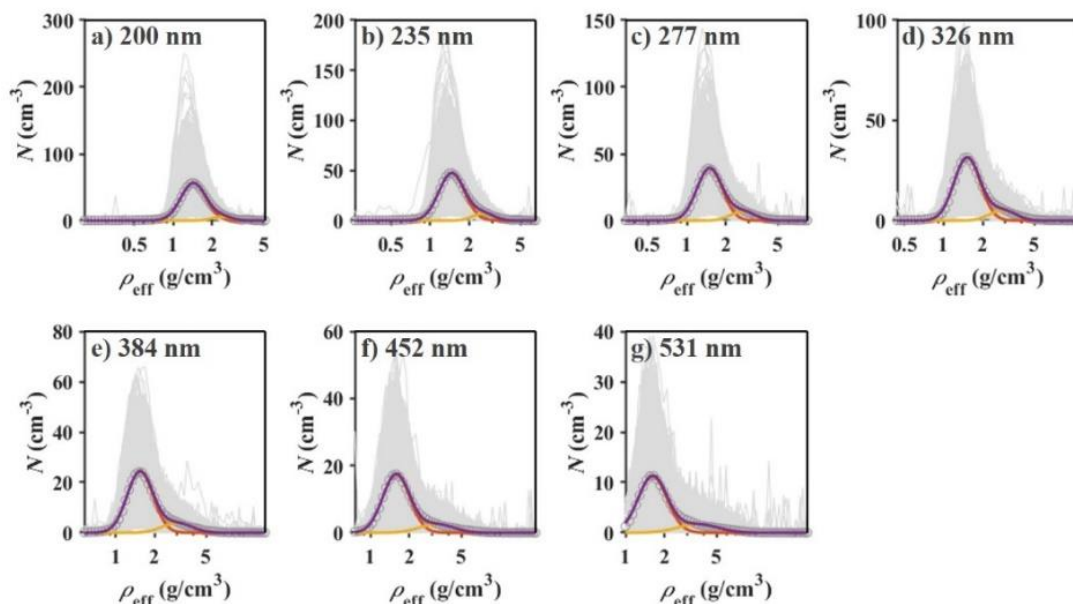 a) 200 nm
300
200
100
0
N (cm⁻³)
0.5 1 2 5
ρeff (g/cm³)
b) 235 nm
200
150
100
50
0
N (cm⁻³)
0.5 1 2 5
ρeff (g/cm³)
c) 277 nm
150
100
50
0
N (cm⁻³)
0.5 1 2 5
ρeff (g/cm³)
d) 326 nm
100
50
0
N (cm⁻³)
0.5 1 2 5
ρeff (g/cm³)
e) 384 nm
80
60
40
20
0
N (cm⁻³)
1 2 5
ρeff (g/cm³)
f) 452 nm
60
40
20
0
N (cm⁻³)
1 2 5
ρeff (g/cm³)
g) 531 nm
40
30
20
10
0
N (cm⁻³)
1 2 5
ρeff (g/cm³)